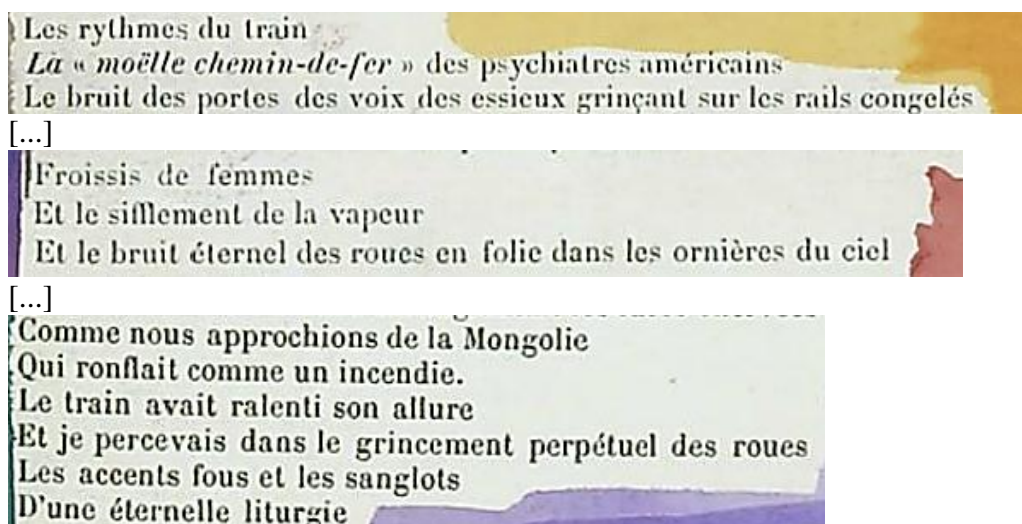 Les rythmes du train
La « moëlle chemin-de-fer » des psychiatres américains
Le bruit des portes des voix des essieux grinçant sur les rails congelés
[...]
Froissis de femmes
Et le sifflement de la vapeur
Et le bruit éternel des roues en folie dans les ornières du ciel
[...]
Comme nous approchions de la Mongolie
Qui ronflait comme un incendie.
Le train avait ralenti son allure
Et je percevais dans le grincement perpétuel des roues
Les accents fous et les sanglots
D'une éternelle liturgie